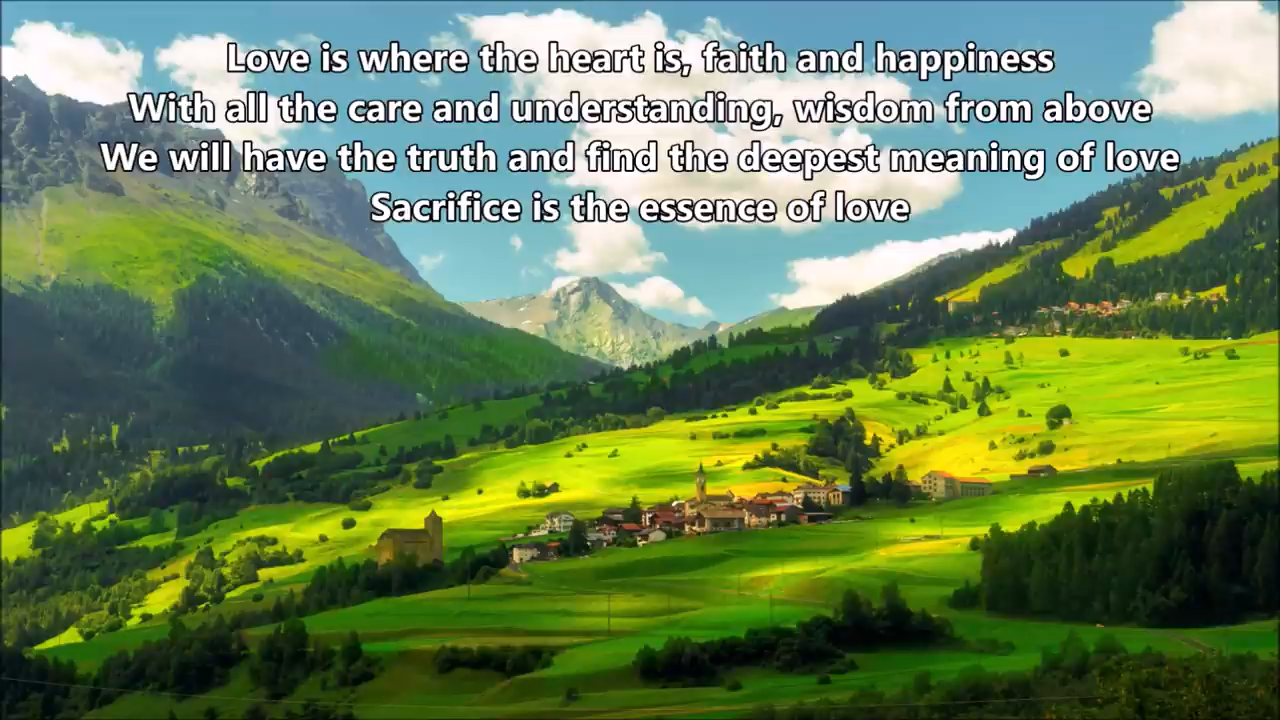 Love is where the heart is, faith and happiness
With all the care and understanding, wisdom from above
We will have the truth and find the deepest meaning of love
Sacrifice is the essence of love